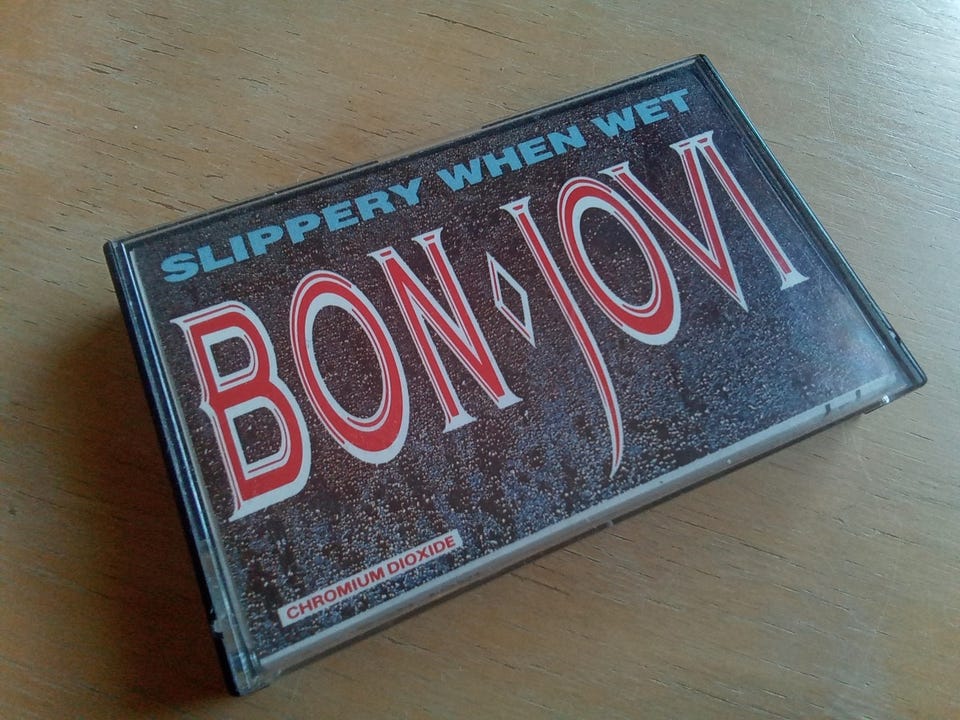 SLIPPERY WHEN WET
BON JOVI
CHROMIUM DIOXIDE